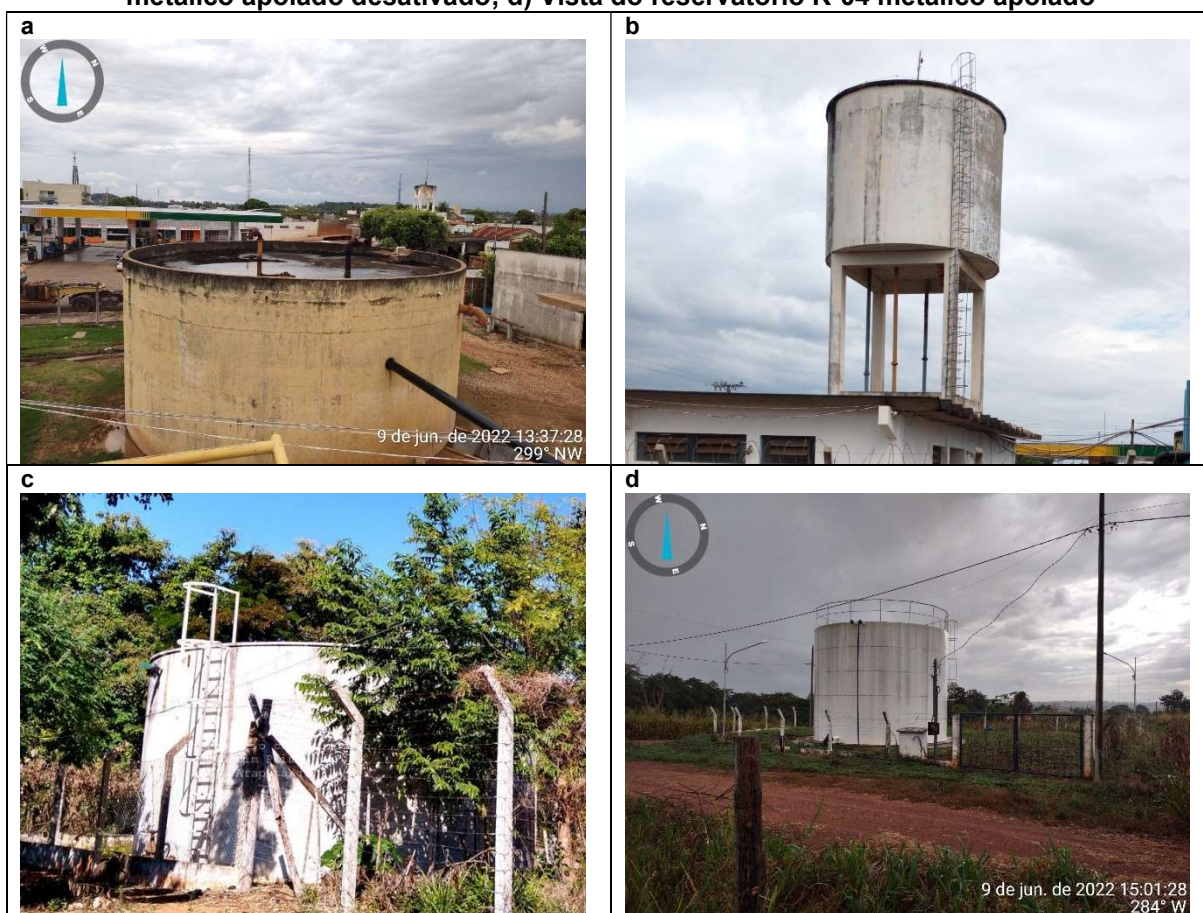 metálico apoiado desativado; d) Vista do reservatório R-04 metálico apoiado
a
b
9 de jun. de 2022 13:37:28
299° NW
c
d
9 de jun. de 2022 15:01:28
284° W